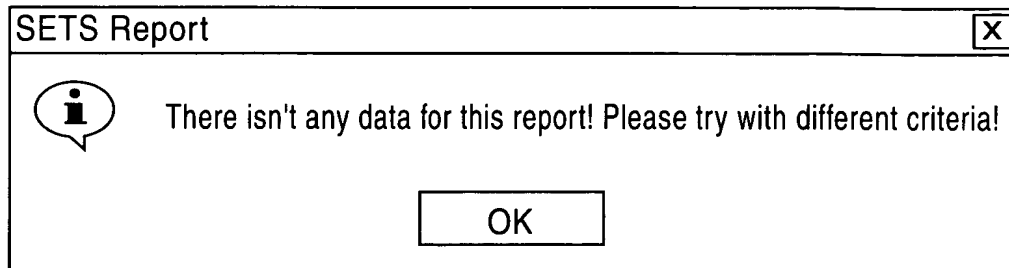 SETS Report X
There isn't any data for this report! Please try with different criteria!
OK